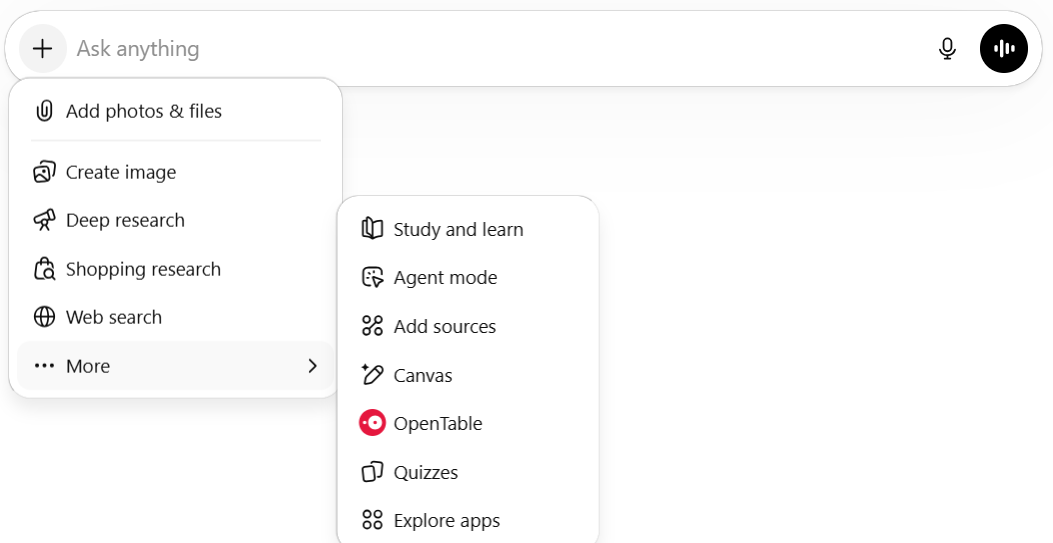 Ask anything
Add photos & files
Create image
Deep research
Shopping research
Web search
More
Study and learn
Agent mode
Add sources
Canvas
OpenTable
Quizzes
Explore apps